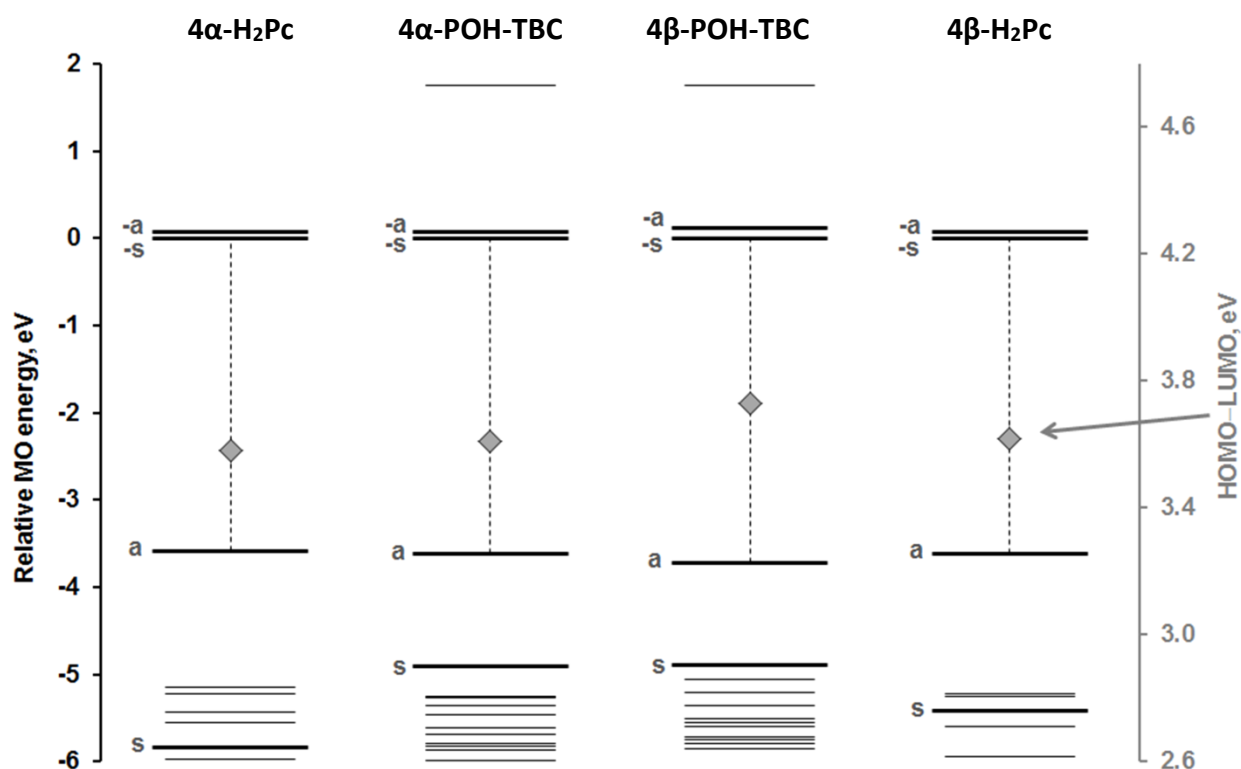 4α-H₂Pc 4α-POH-TBC 4β-POH-TBC 4β-H₂Pc
2
1
0
-1
-2
-3
-4
-5
-6
Relative MO energy, eV
-a -a -a -a
-s -s -s -s
a a a a
s s s s
4.6
4.2
3.8
3.4
3.0
2.6
HOMO–LUMO, eV